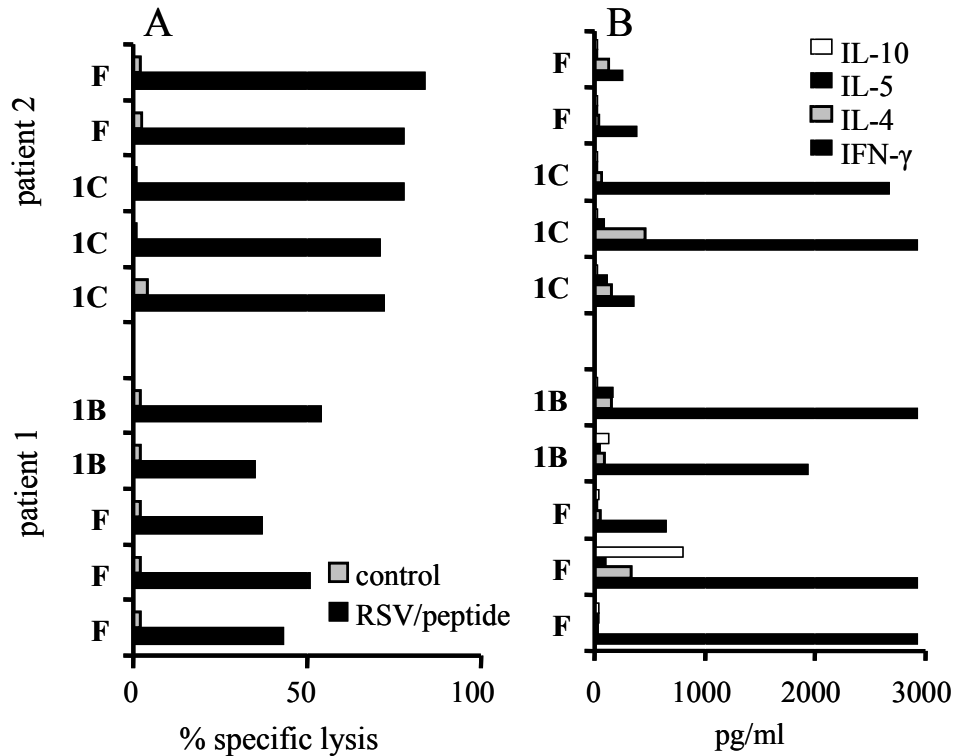 A
patient 2
F
F
1C
1C
1C
patient 1
1B
1B
F
F
F
control
RSV/peptide
0
50
100
% specific lysis
B
IL-10
IL-5
IL-4
IFN-γ
F
F
1C
1C
1C
1B
1B
F
F
F
0
1000
2000
3000
pg/ml